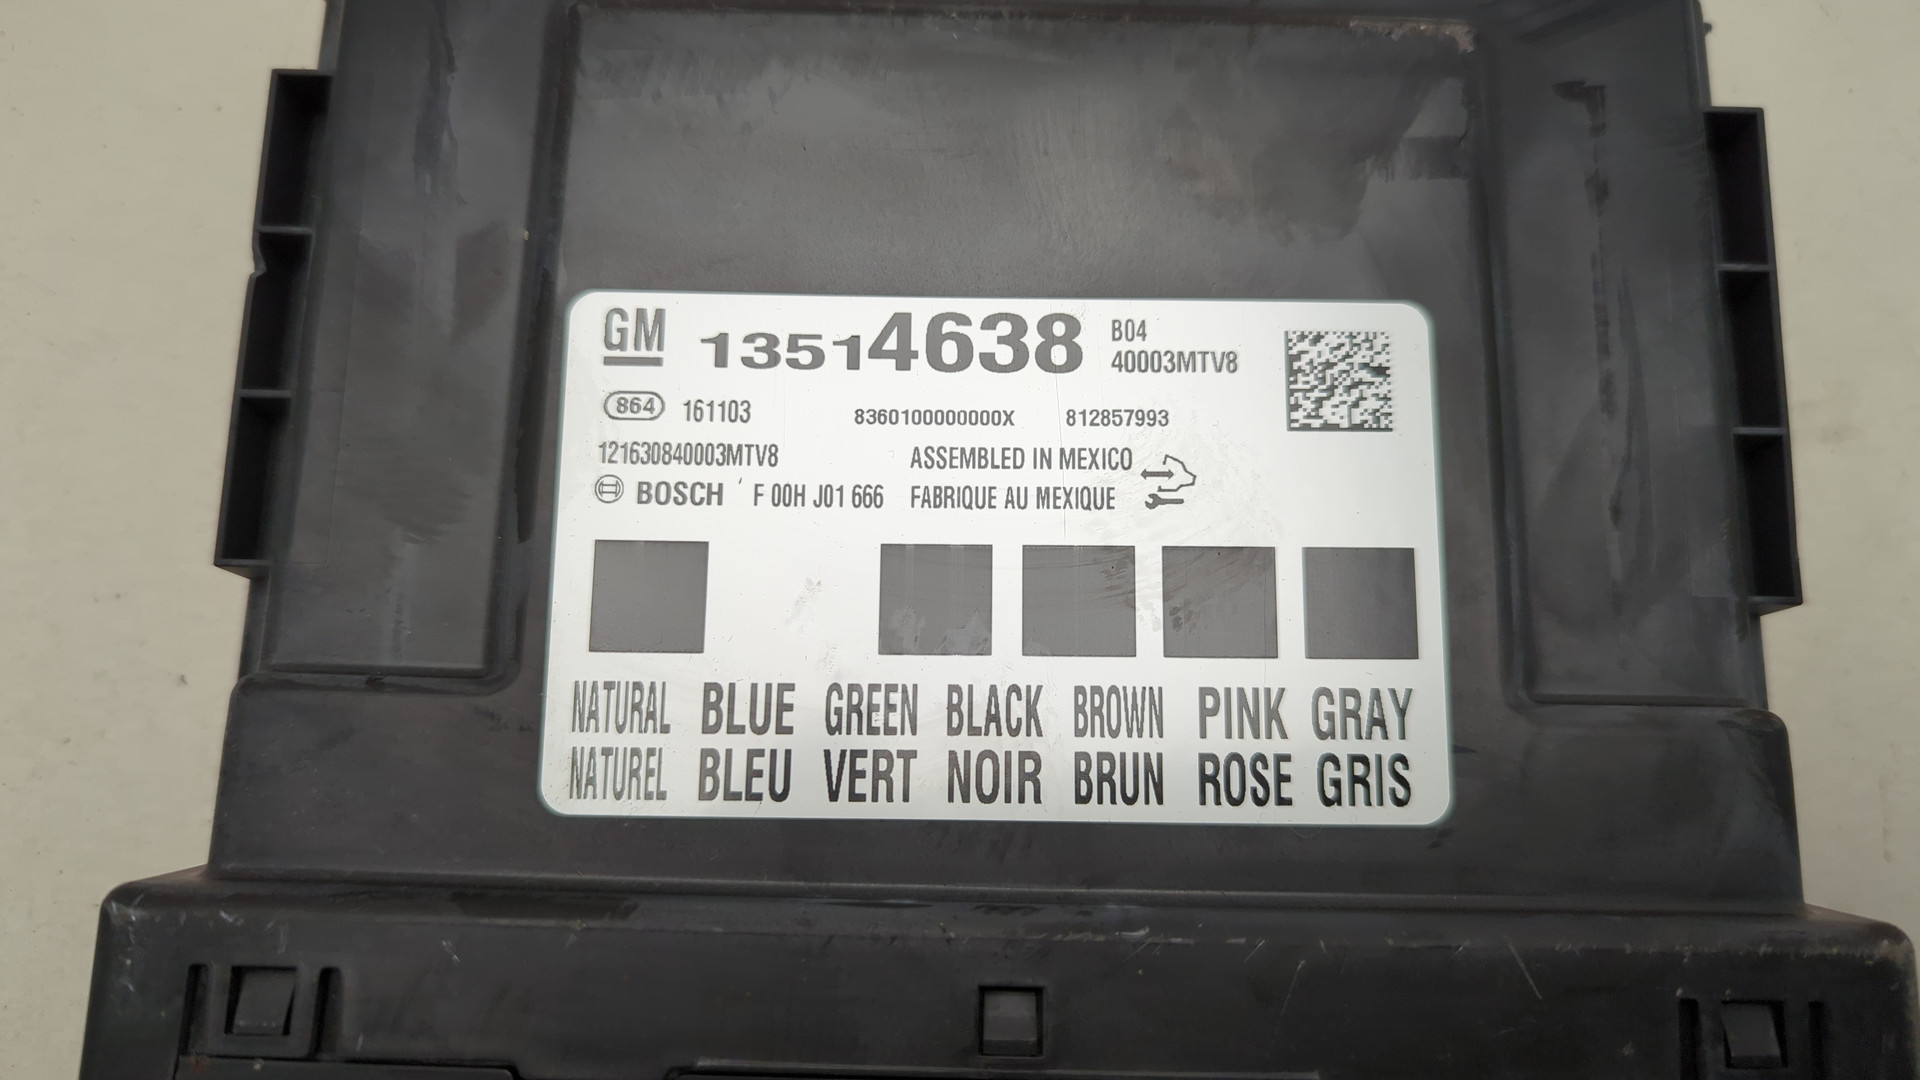 GM 13514638 B04
40003MTV8
864 161103 8360100000000X 812857993
121630840003MTV8 ASSEMBLED IN MEXICO
BOSCH F 00H J01 666 FABRIQUE AU MEXIQUE
NATURAL BLUE GREEN BLACK BROWN PINK GRAY
NATUREL BLEU VERT NOIR BRUN ROSE GRIS